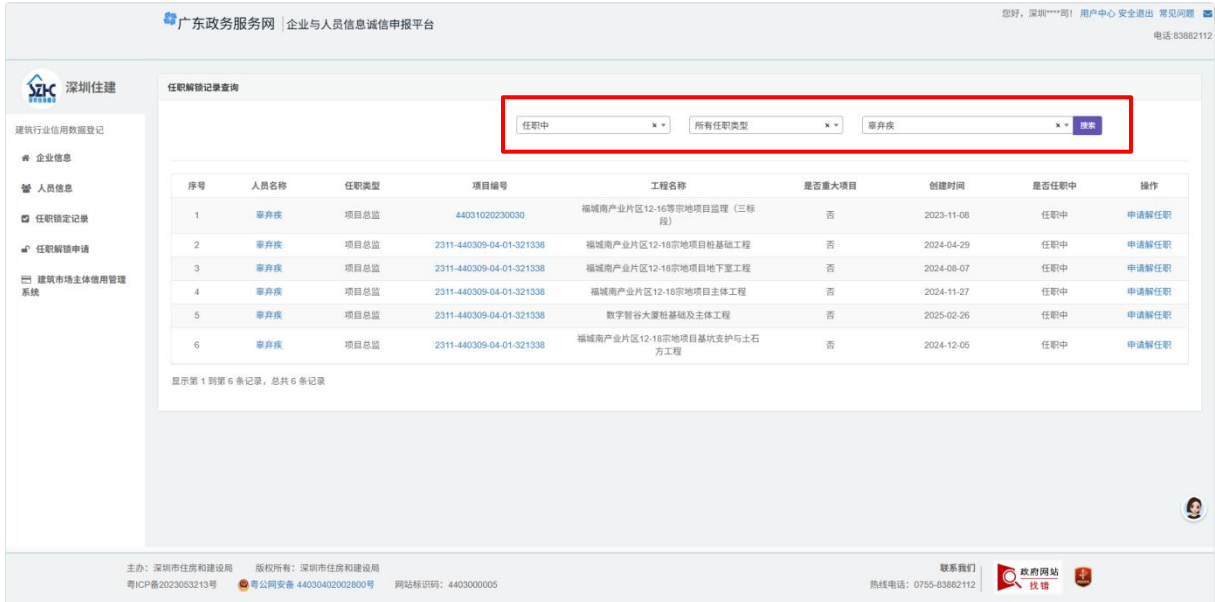 广东政务服务网 企业与人员信息诚信申报平台
您好，深圳****司！ 用户中心 安全退出 常见问题
电话:83882112
深圳住建
建筑行业信用数据登记
企业信息
人员信息
任职锁定记录
任职解锁申请
建筑市场主体信用管理
系统
任职解锁记录查询
任职中 × 所有任职类型 × 辜弃疾 × 搜索
序号 人员名称 任职类型 项目编号 工程名称 是否重大项目 创建时间 是否任职中 操作
1 辜弃疾 项目总监 44031020230030 福城南产业片区12-16等宗地项目监理（三标
段） 否 2023-11-08 任职中 申请解任职
2 辜弃疾 项目总监 2311-440309-04-01-321338 福城南产业片区12-18宗地项目桩基础工程 否 2024-04-29 任职中 申请解任职
3 辜弃疾 项目总监 2311-440309-04-01-321338 福城南产业片区12-18宗地项目地下室工程 否 2024-08-07 任职中 申请解任职
4 辜弃疾 项目总监 2311-440309-04-01-321338 福城南产业片区12-18宗地项目主体工程 否 2024-11-27 任职中 申请解任职
5 辜弃疾 项目总监 2311-440309-04-01-321338 数字智谷大厦桩基础及主体工程 否 2025-02-26 任职中 申请解任职
6 辜弃疾 项目总监 2311-440309-04-01-321338 福城南产业片区12-18宗地项目基坑支护与土石
方工程 否 2024-12-05 任职中 申请解任职
显示第 1 到第 6 条记录，总共 6 条记录
主办：深圳市住房和建设局 版权所有：深圳市住房和建设局
粤ICP备2023053213号 粤公网安备 44030402002800号 网站标识码：4403000005
联系我们
热线电话：0755-83882112
政府网站
找错